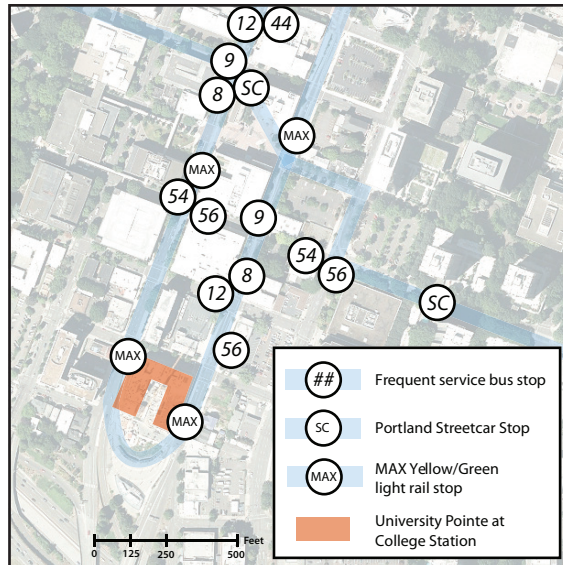 12 44
9
8 SC
MAX
MAX
54
56 9
54
56
8
12
SC
56
MAX
MAX
## Frequent service bus stop
SC Portland Streetcar Stop
MAX MAX Yellow/Green
light rail stop
University Pointe at
College Station
Feet
0 125 250 500